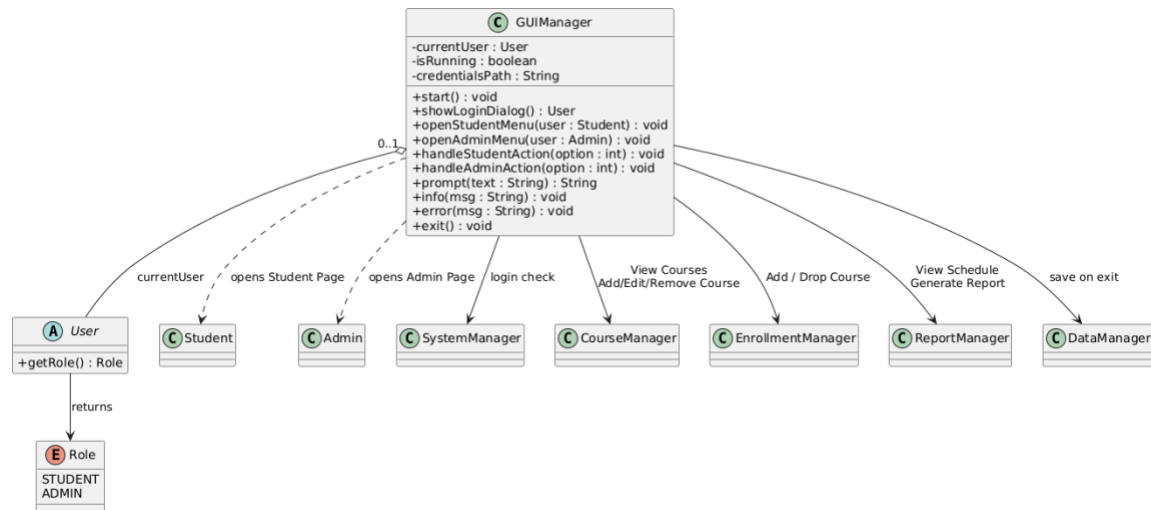 C GUIManager
-currentUser : User
-isRunning : boolean
-credentialsPath : String
+start() : void
+showLoginDialog() : User
+openStudentMenu(user : Student) : void
+openAdminMenu(user : Admin) : void
+handleStudentAction(option : int) : void
+handleAdminAction(option : int) : void
+prompt(text : String) : String
+info(msg : String) : void
+error(msg : String) : void
+exit() : void
0..1
currentUser
opens Student Page
opens Admin Page
login check
View Courses
Add/Edit/Remove Course
Add / Drop Course
View Schedule
Generate Report
save on exit
A User
+getRole() : Role
C Student
C Admin
C SystemManager
C CourseManager
C EnrollmentManager
C ReportManager
C DataManager
returns
E Role
STUDENT
ADMIN